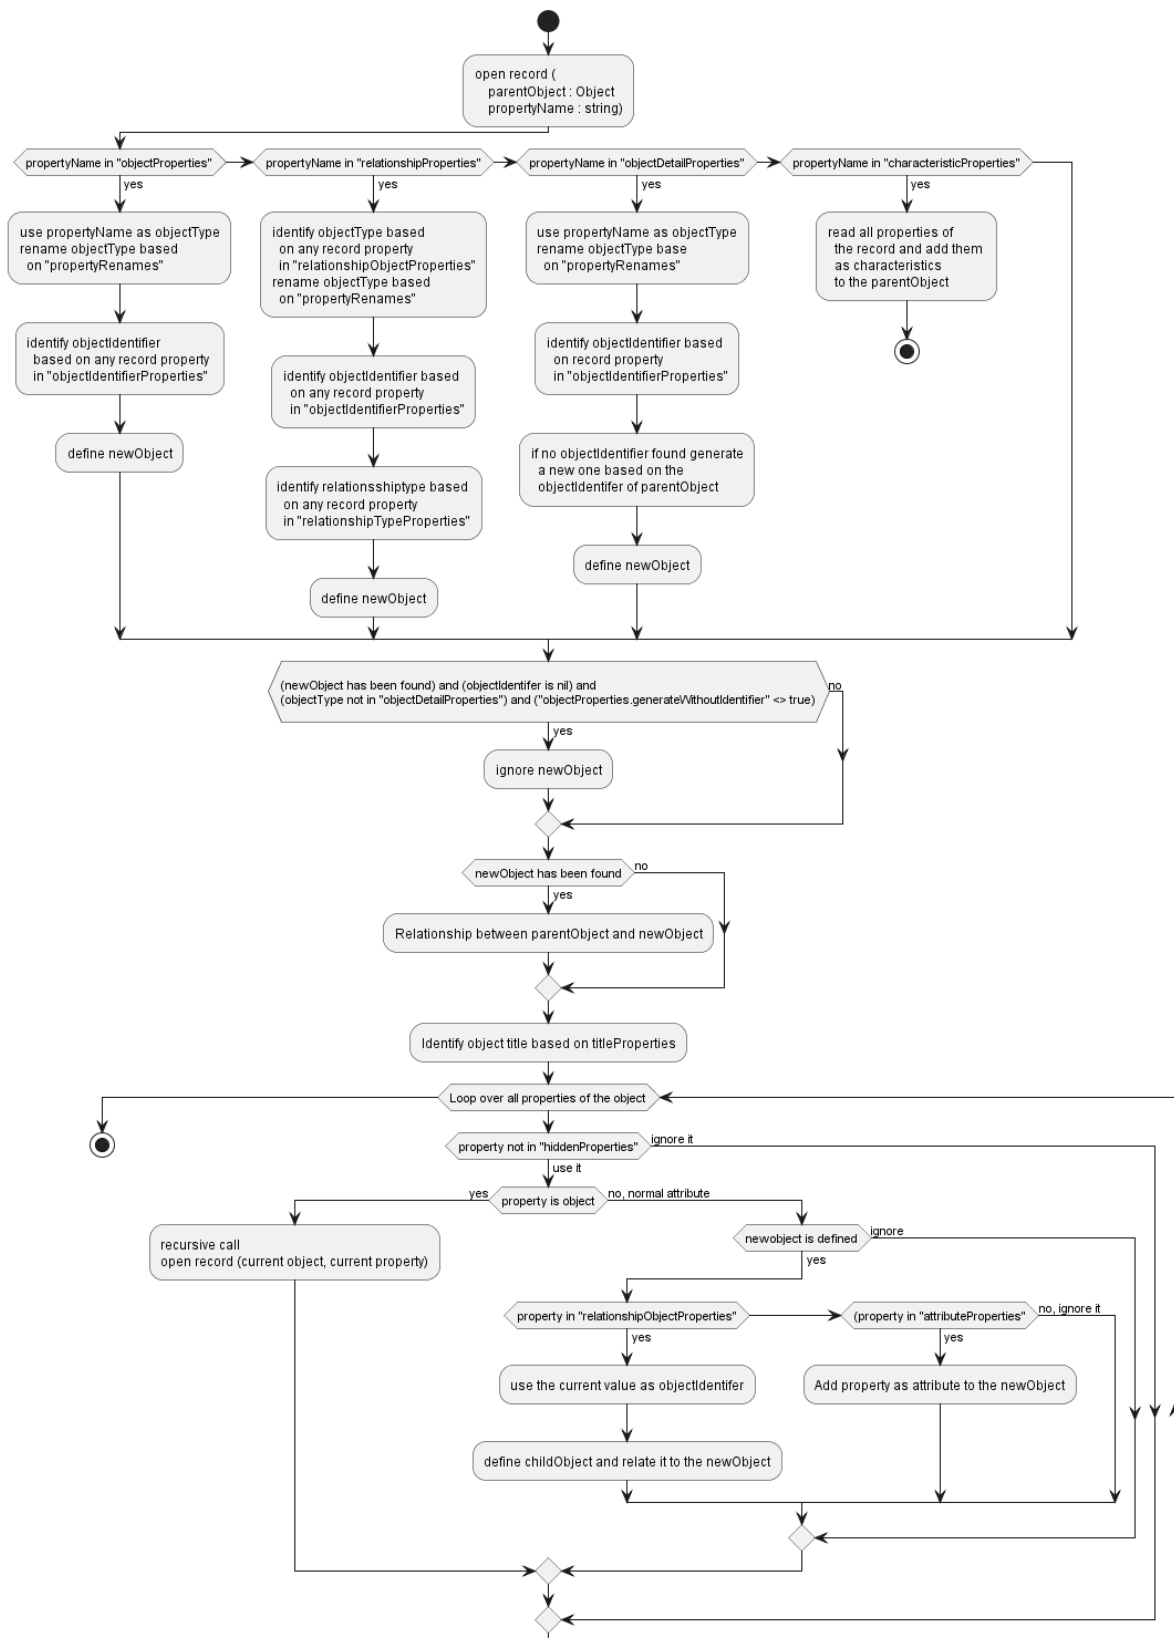 open record (
parentObject : Object
propertyName : string)
propertyName in "objectProperties"
yes
use propertyName as objectType
rename objectType based
on "propertyRenames"
identify objectIdentifier
based on any record property
in "objectIdentifierProperties"
define newObject
propertyName in "relationshipProperties"
yes
identify objectType based
on any record property
in "relationshipObjectProperties"
rename objectType based
on "propertyRenames"
identify objectIdentifier based
on any record property
in "objectIdentifierProperties"
identify relationsshiptype based
on any record property
in "relationshipTypeProperties"
define newObject
propertyName in "objectDetailProperties"
yes
use propertyName as objectType
rename objectType base
on "propertyRenames"
identify objectIdentifier based
on record property
in "objectIdentifierProperties"
if no objectIdentifier found generate
a new one based on the
objectIdentifer of parentObject
define newObject
propertyName in "characteristicProperties"
yes
read all properties of
the record and add them
as characteristics
to the parentObject
(newObject has been found) and (objectIdentifer is nil) and
(objectType not in "objectDetailProperties") and ("objectProperties.generateWithoutIdentifier" <> true)
no
yes
ignore newObject
newObject has been found
no
yes
Relationship between parentObject and newObject
Identify object title based on titleProperties
Loop over all properties of the object
property not in "hiddenProperties"
ignore it
use it
property is object
yes
no, normal attribute
recursive call
open record (current object, current property)
newobject is defined
ignore
yes
property in "relationshipObjectProperties"
yes
use the current value as objectIdentifer
define childObject and relate it to the newObject
(property in "attributeProperties"
no, ignore it
yes
Add property as attribute to the newObject